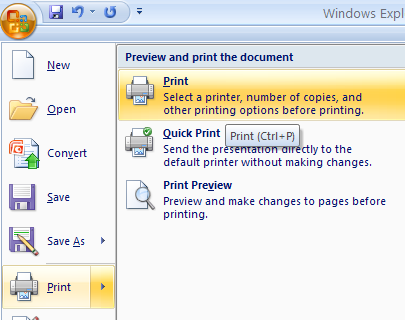 Windows Expl
New
Open
Convert
Save
Save As
Print
Preview and print the document
Print
Select a printer, number of copies, and
other printing options before printing.
Quick Print
Print (Ctrl+P)
Send the presentation directly to the
default printer without making changes.
Print Preview
Preview and make changes to pages before
printing.